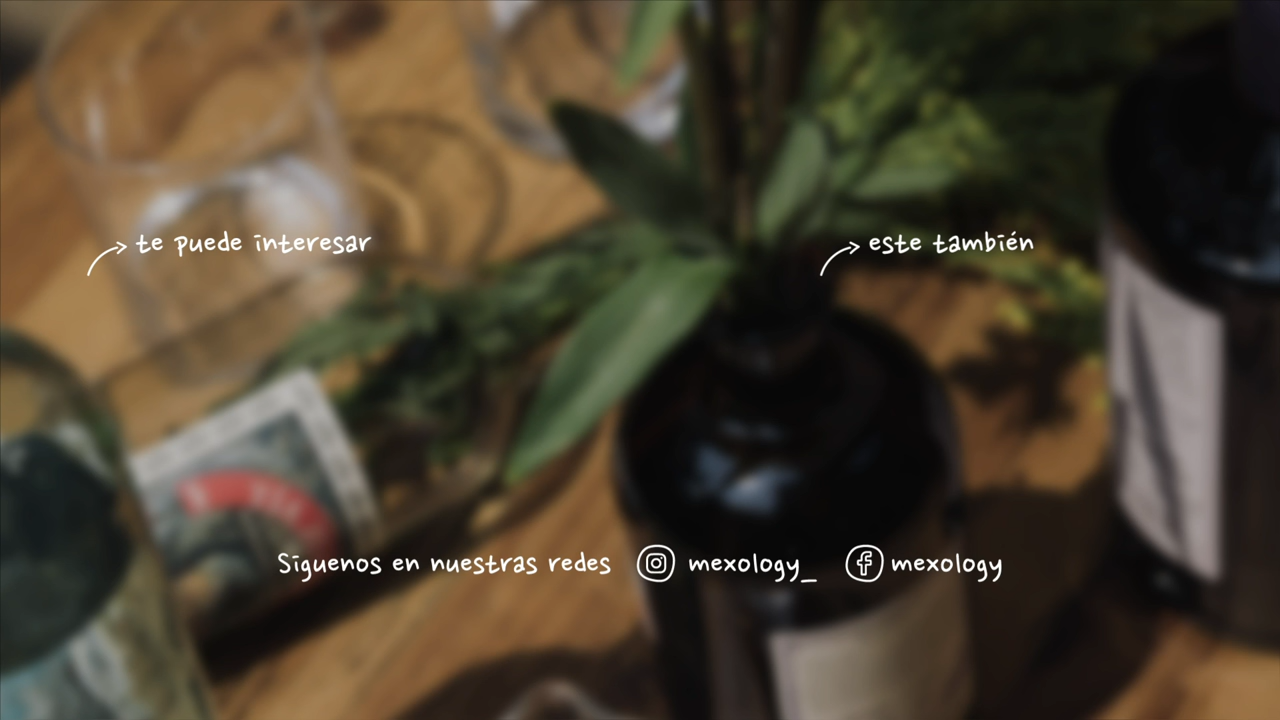 te puede interesar
este también
Síguenos en nuestras redes mexology_ mexology